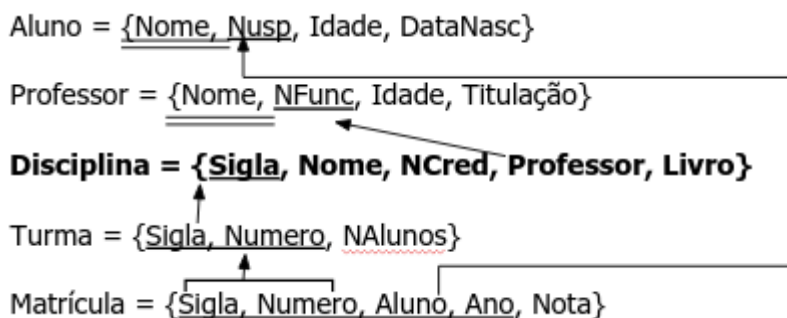 Aluno = {Nome, Nusp, Idade, DataNasc}
Professor = {Nome, NFunc, Idade, Titulação}
Disciplina = {Sigla, Nome, NCred, Professor, Livro}
Turma = {Sigla, Numero, NAlunos}
Matrícula = {Sigla, Numero, Aluno, Ano, Nota}